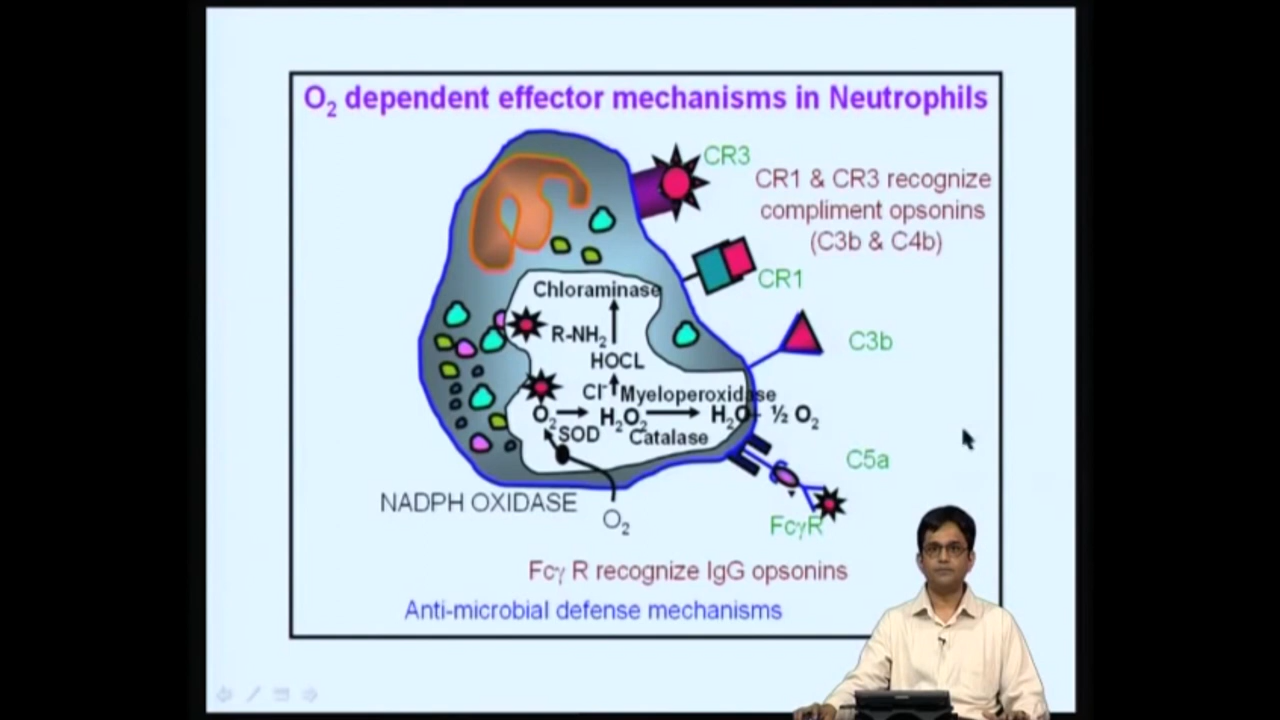 O₂ dependent effector mechanisms in Neutrophils
CR3
CR1 & CR3 recognize
compliment opsonins
(C3b & C4b)
CR1
Chloraminase
R-NH₂
HOCL
C3b
Cl⁻ Myeloperoxidase
O₂ H₂O₂ H₂O+ ½ O₂
SOD Catalase
C5a
NADPH OXIDASE
O₂
FcγR
Fcγ R recognize IgG opsonins
Anti-microbial defense mechanisms